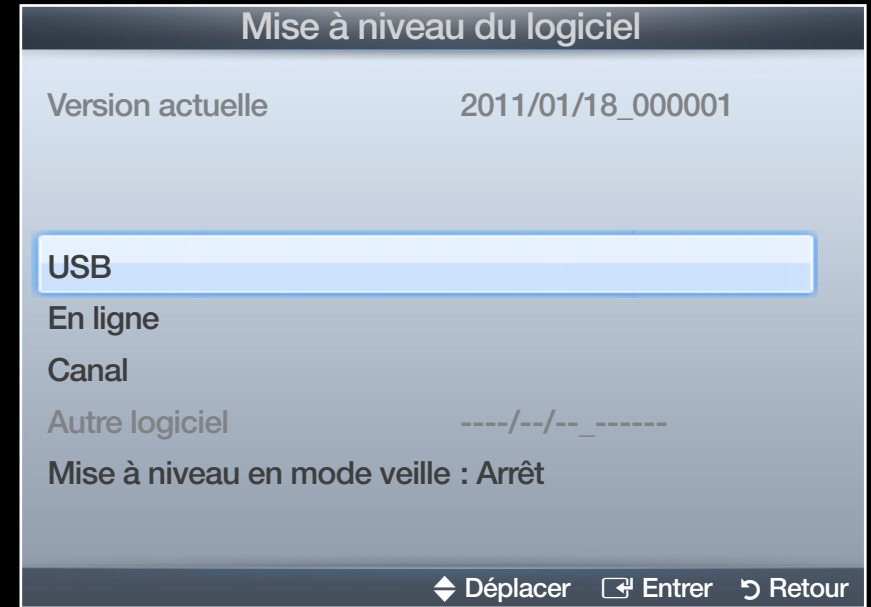 Mise à niveau du logiciel
Version actuelle 2011/01/18_000001
USB
En ligne
Canal
Autre logiciel ----/--/--_------
Mise à niveau en mode veille : Arrêt
Déplacer Entrer Retour